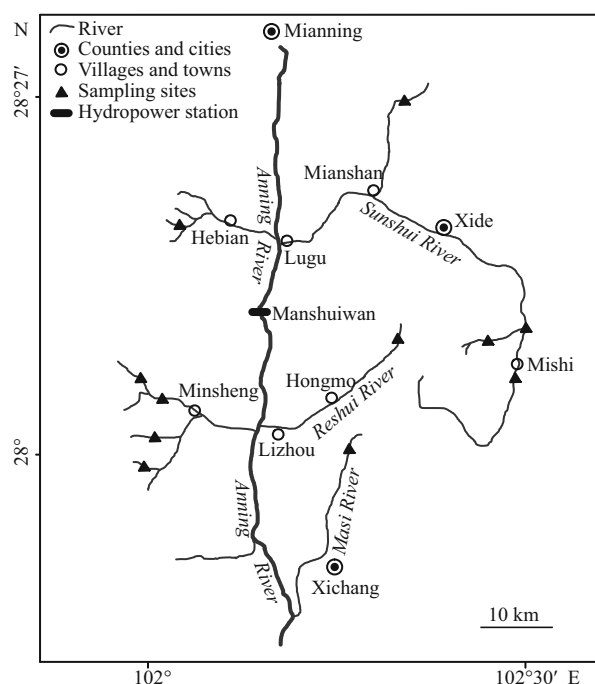 N
River
Counties and cities
Villages and towns
Sampling sites
Hydropower station
Mianning
28°27′
Anning
River
Mianshan
Sunshui River
Xide
Hebian
Lugu
Manshuiwan
Mishi
Minsheng
Hongmo
Reshui River
Lizhou
28°
Anning
River
Masi River
Xichang
10 km
102°
102°30′ E